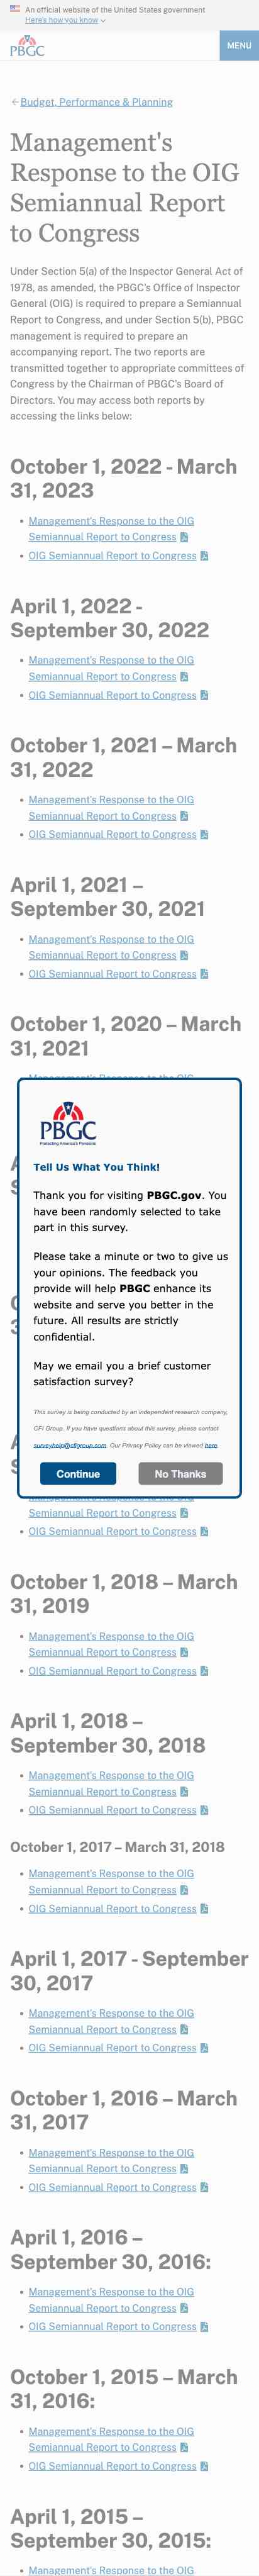 An official website of the United States government
Here's how you know
PBGC
MENU
Budget, Performance & Planning
Management's
Response to the OIG
Semiannual Report
to Congress
Under Section 5(a) of the Inspector General Act of
1978, as amended, the PBGC's Office of Inspector
General (OIG) is required to prepare a Semiannual
Report to Congress, and under Section 5(b), PBGC
management is required to prepare an
accompanying report. The two reports are
transmitted together to appropriate committees of
Congress by the Chairman of PBGC's Board of
Directors. You may access both reports by
accessing the links below:
October 1, 2022 - March
31, 2023
Management's Response to the OIG
Semiannual Report to Congress
OIG Semiannual Report to Congress
April 1, 2022 -
September 30, 2022
Management's Response to the OIG
Semiannual Report to Congress
OIG Semiannual Report to Congress
October 1, 2021 – March
31, 2022
Management's Response to the OIG
Semiannual Report to Congress
OIG Semiannual Report to Congress
April 1, 2021 –
September 30, 2021
Management's Response to the OIG
Semiannual Report to Congress
OIG Semiannual Report to Congress
October 1, 2020 – March
31, 2021
PBGC
Protecting America's Pensions
Tell Us What You Think!
Thank you for visiting PBGC.gov. You
have been randomly selected to take
part in this survey.
Please take a minute or two to give us
your opinions. The feedback you
provide will help PBGC enhance its
website and serve you better in the
future. All results are strictly
confidential.
May we email you a brief customer
satisfaction survey?
This survey is being conducted by an independent research company,
CFI Group. If you have questions about this survey, please contact
surveyhelp@cfigroup.com. Our Privacy Policy can be viewed here.
Continue
No Thanks
Semiannual Report to Congress
OIG Semiannual Report to Congress
October 1, 2018 – March
31, 2019
Management's Response to the OIG
Semiannual Report to Congress
OIG Semiannual Report to Congress
April 1, 2018 –
September 30, 2018
Management's Response to the OIG
Semiannual Report to Congress
OIG Semiannual Report to Congress
October 1, 2017 – March 31, 2018
Management's Response to the OIG
Semiannual Report to Congress
OIG Semiannual Report to Congress
April 1, 2017 - September
30, 2017
Management's Response to the OIG
Semiannual Report to Congress
OIG Semiannual Report to Congress
October 1, 2016 – March
31, 2017
Management's Response to the OIG
Semiannual Report to Congress
OIG Semiannual Report to Congress
April 1, 2016 –
September 30, 2016:
Management's Response to the OIG
Semiannual Report to Congress
OIG Semiannual Report to Congress
October 1, 2015 – March
31, 2016:
Management's Response to the OIG
Semiannual Report to Congress
OIG Semiannual Report to Congress
April 1, 2015 –
September 30, 2015:
Management's Response to the OIG